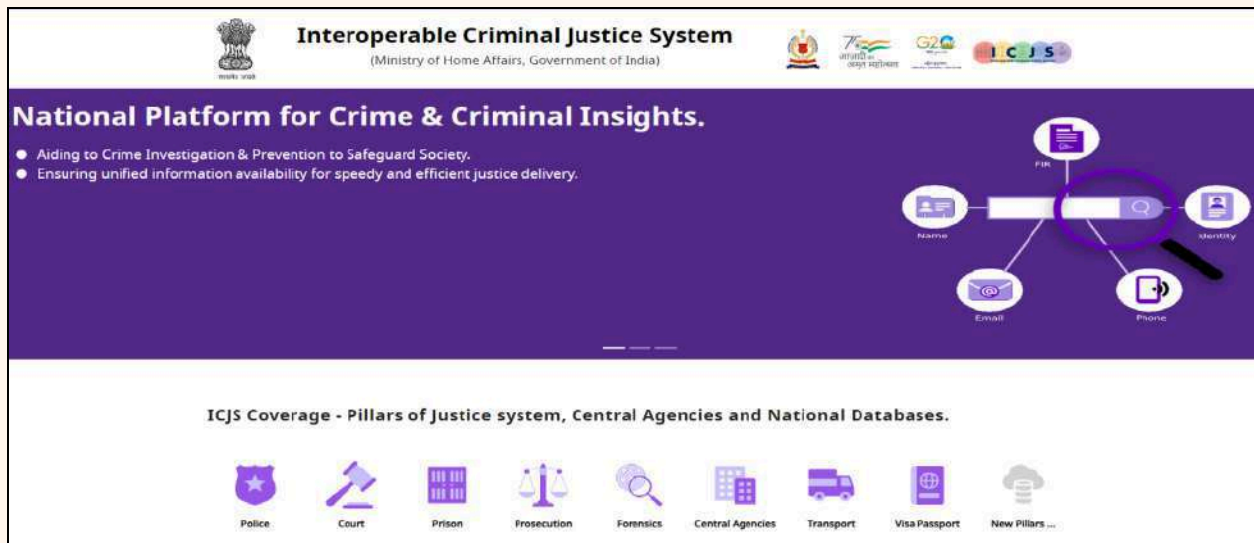 Interoperable Criminal Justice System
(Ministry of Home Affairs, Government of India)
G20
I C J S
National Platform for Crime & Criminal Insights.
Aiding to Crime Investigation & Prevention to Safeguard Society.
Ensuring unified information availability for speedy and efficient justice delivery.
FIR
Name
Identity
Email
Phone
ICJS Coverage - Pillars of Justice system, Central Agencies and National Databases.
Police
Court
Prison
Prosecution
Forensics
Central Agencies
Transport
Visa Passport
New Pillars ...